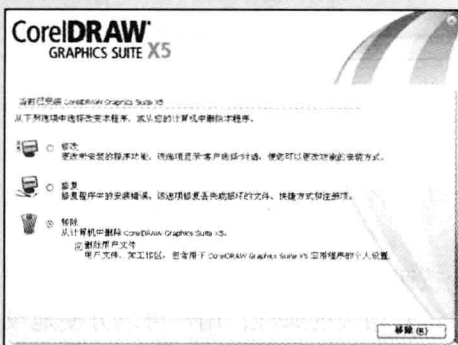 CorelDRAW
GRAPHICS SUITE X5
当前已安装 CorelDRAW Graphics Suite X5
从下列选项中选择改变本程序，或从您的计算机中删除本程序。
修改
更改所安装的程序功能。该选项显示“客户选择”对话，使您可以更改功能的安装方式。
修复
修复程序中的安装错误。该选项修复丢失或损坏的文件、快捷方式和注册项。
移除
从计算机中删除 CorelDRAW Graphics Suite X5。
删除用户文件
用户文件，如工作区，包含用于 CorelDRAW Graphics Suite X5 应用程序的个人设置
移除(R)